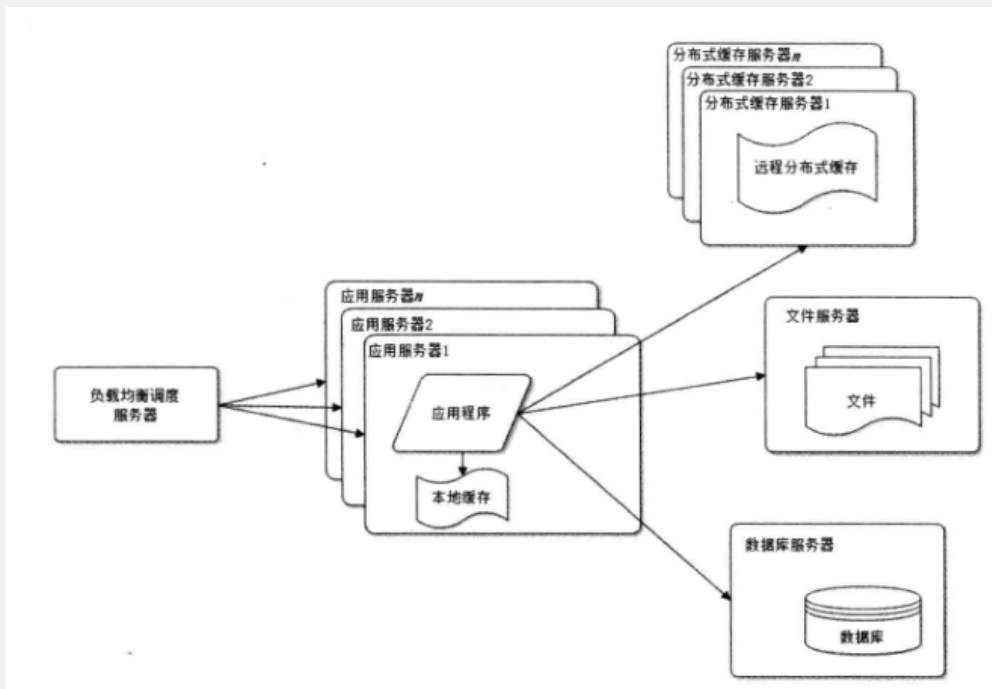 分布式缓存服务器n
分布式缓存服务器2
分布式缓存服务器1
远程分布式缓存
应用服务器n
应用服务器2
应用服务器1
文件服务器
负载均衡调度
服务器
应用程序
文件
本地缓存
数据库服务器
数据库